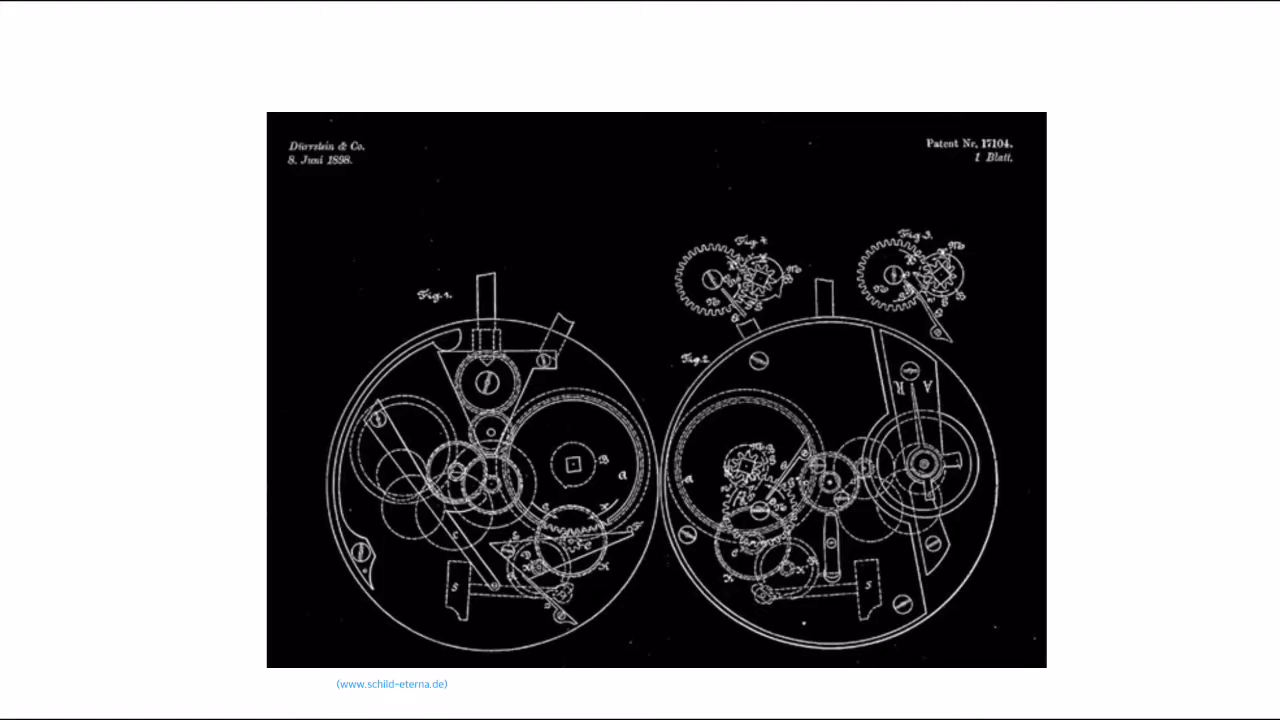 Dürrstein & Co.
8. Juni 1898.
Patent Nr. 17104.
1 Blatt.
Fig. 4.
Fig. 3.
Fig. 1.
Fig. 2.
R A
B
a
a
C
S
S
X
X
(www.schild-eterna.de)